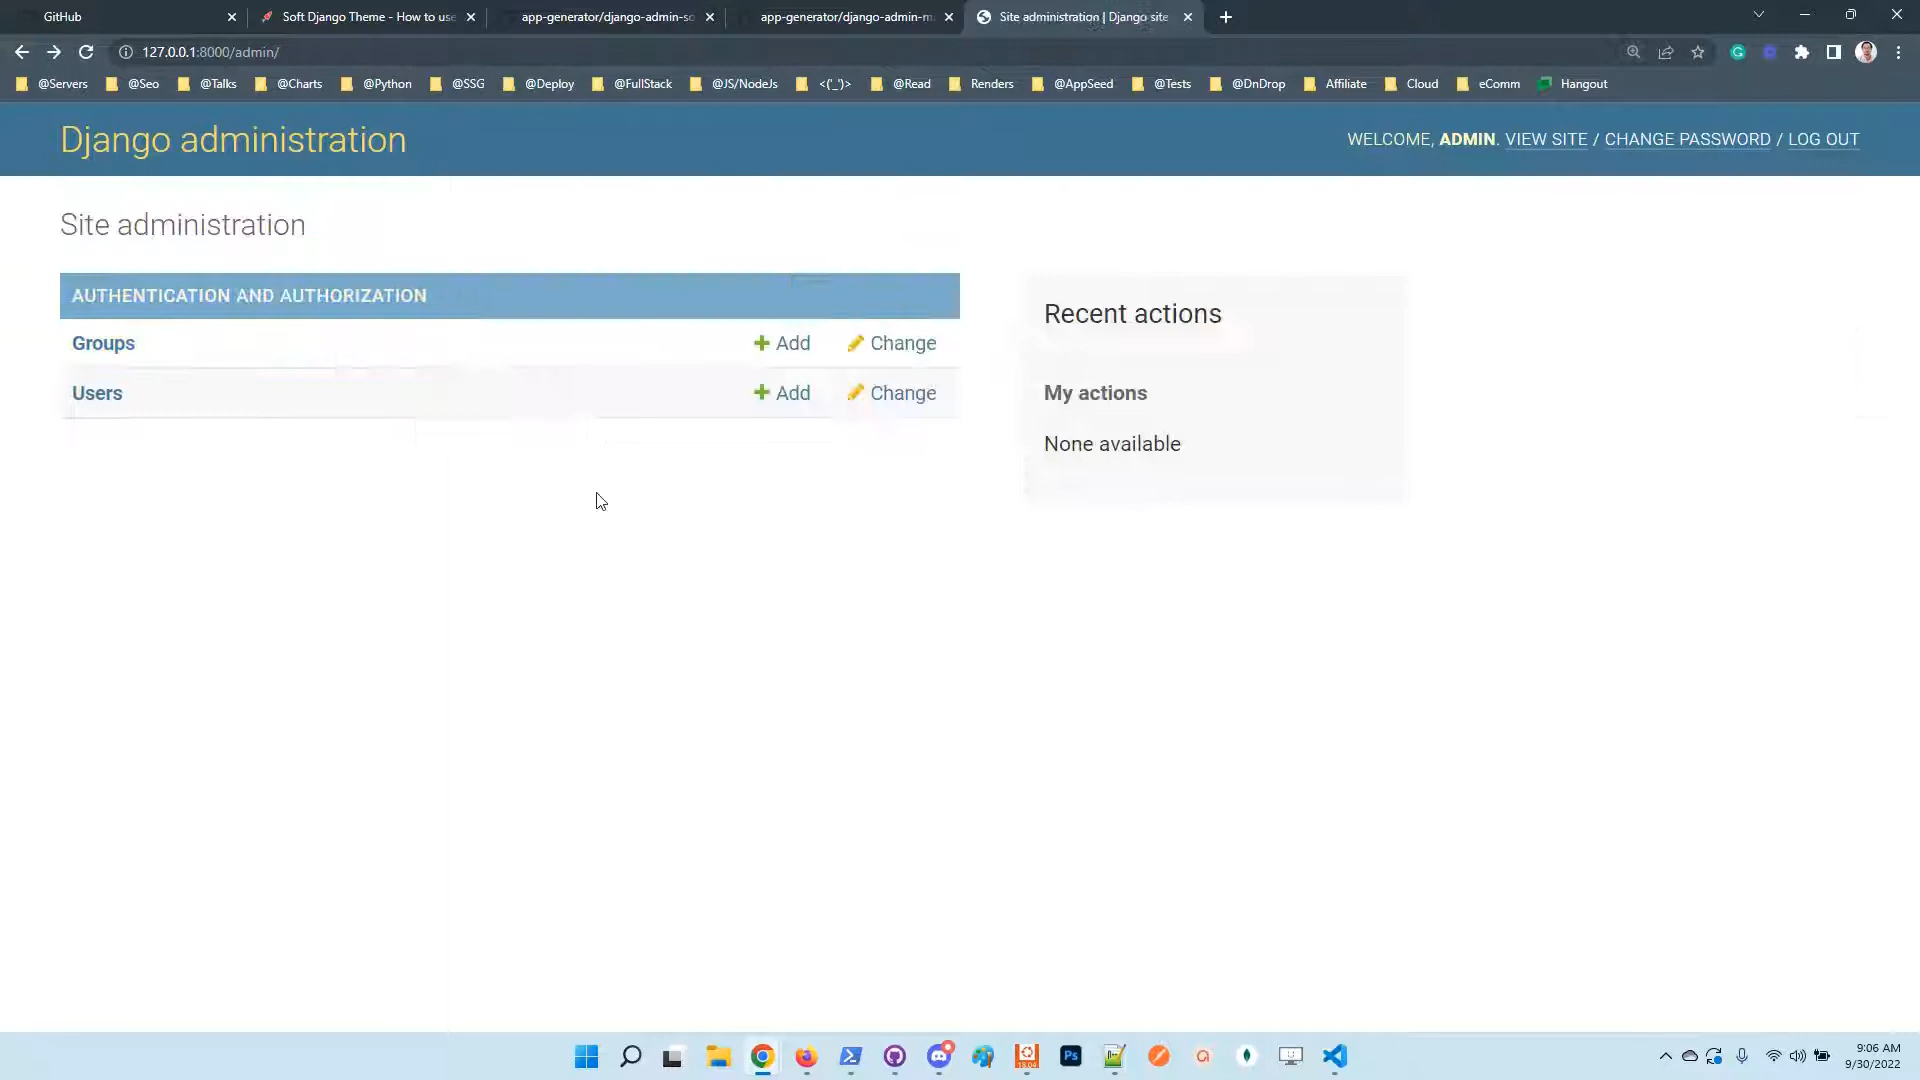 GitHub
Soft Django Theme - How to use
app-generator/django-admin-so
app-generator/django-admin-m
Site administration | Django site
127.0.0.1:8000/admin/
@Servers
@Seo
@Talks
@Charts
@Python
@SSG
@Deploy
@FullStack
@JS/NodeJs
<('_')>
@Read
Renders
@AppSeed
@Tests
@DnDrop
Affiliate
Cloud
eComm
Hangout
Django administration
WELCOME, ADMIN. VIEW SITE / CHANGE PASSWORD / LOG OUT
Site administration
AUTHENTICATION AND AUTHORIZATION
Groups
Add
Change
Users
Add
Change
Recent actions
My actions
None available
Ps
9:06 AM
9/30/2022